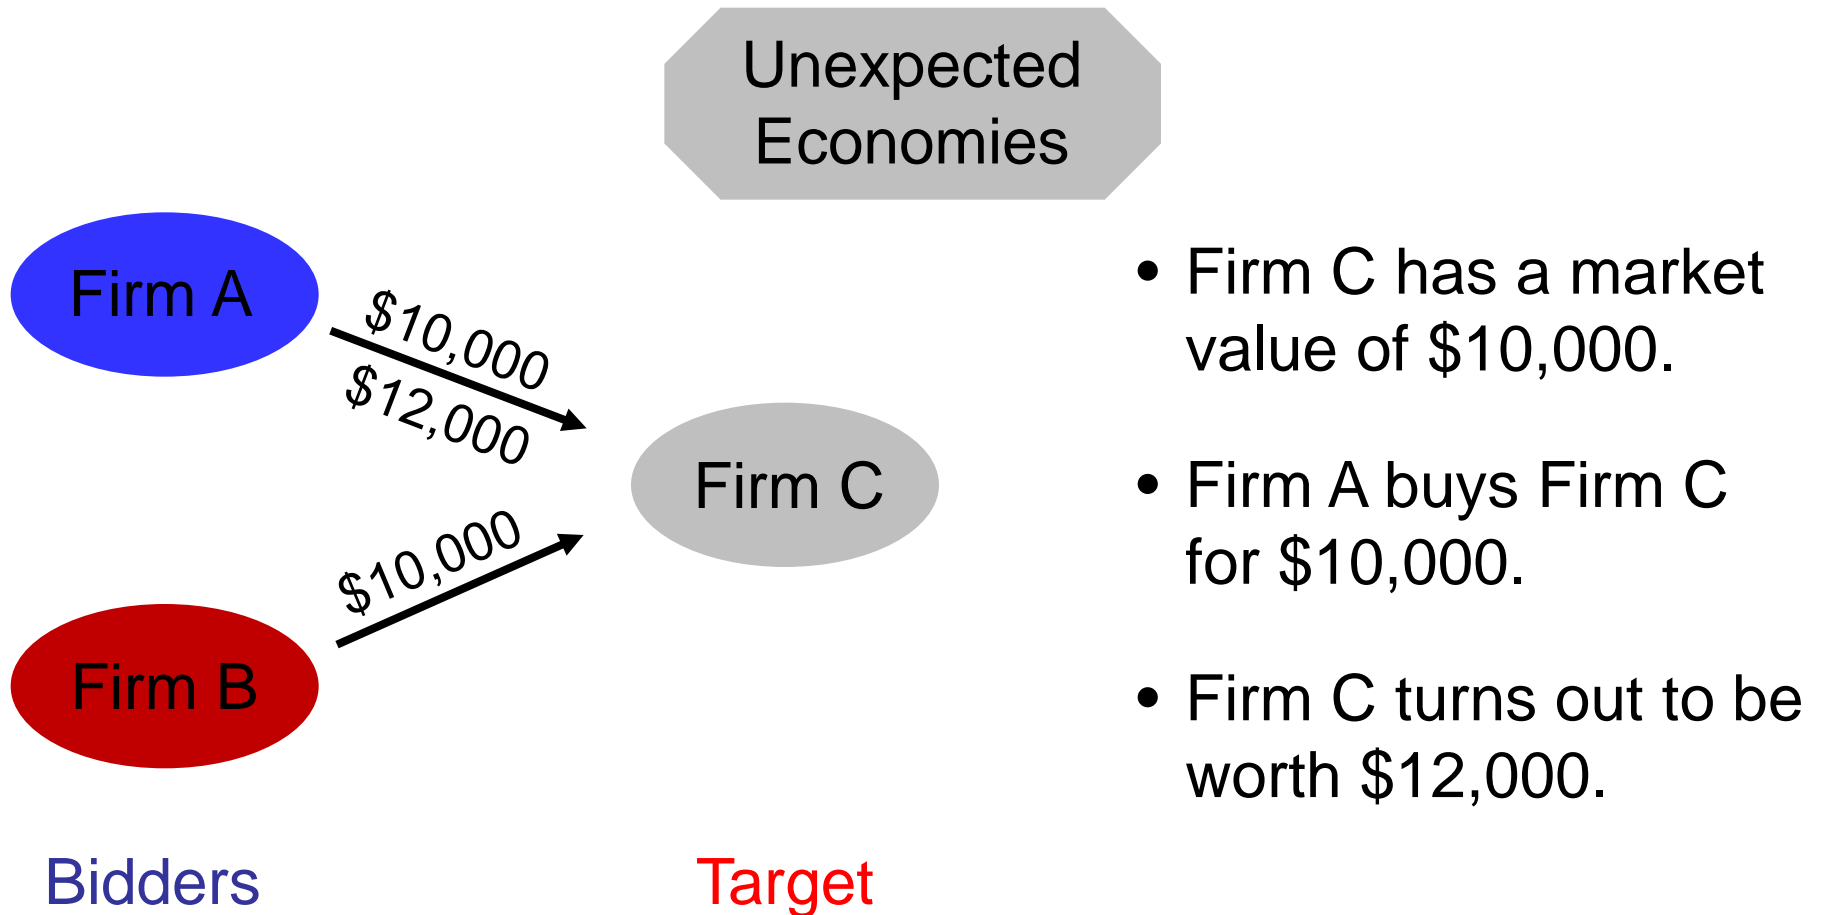 Unexpected
Economies
Firm A
$10,000
$12,000
Firm C
$10,000
Firm B
Bidders
Target
• Firm C has a market
value of $10,000.
• Firm A buys Firm C
for $10,000.
• Firm C turns out to be
worth $12,000.